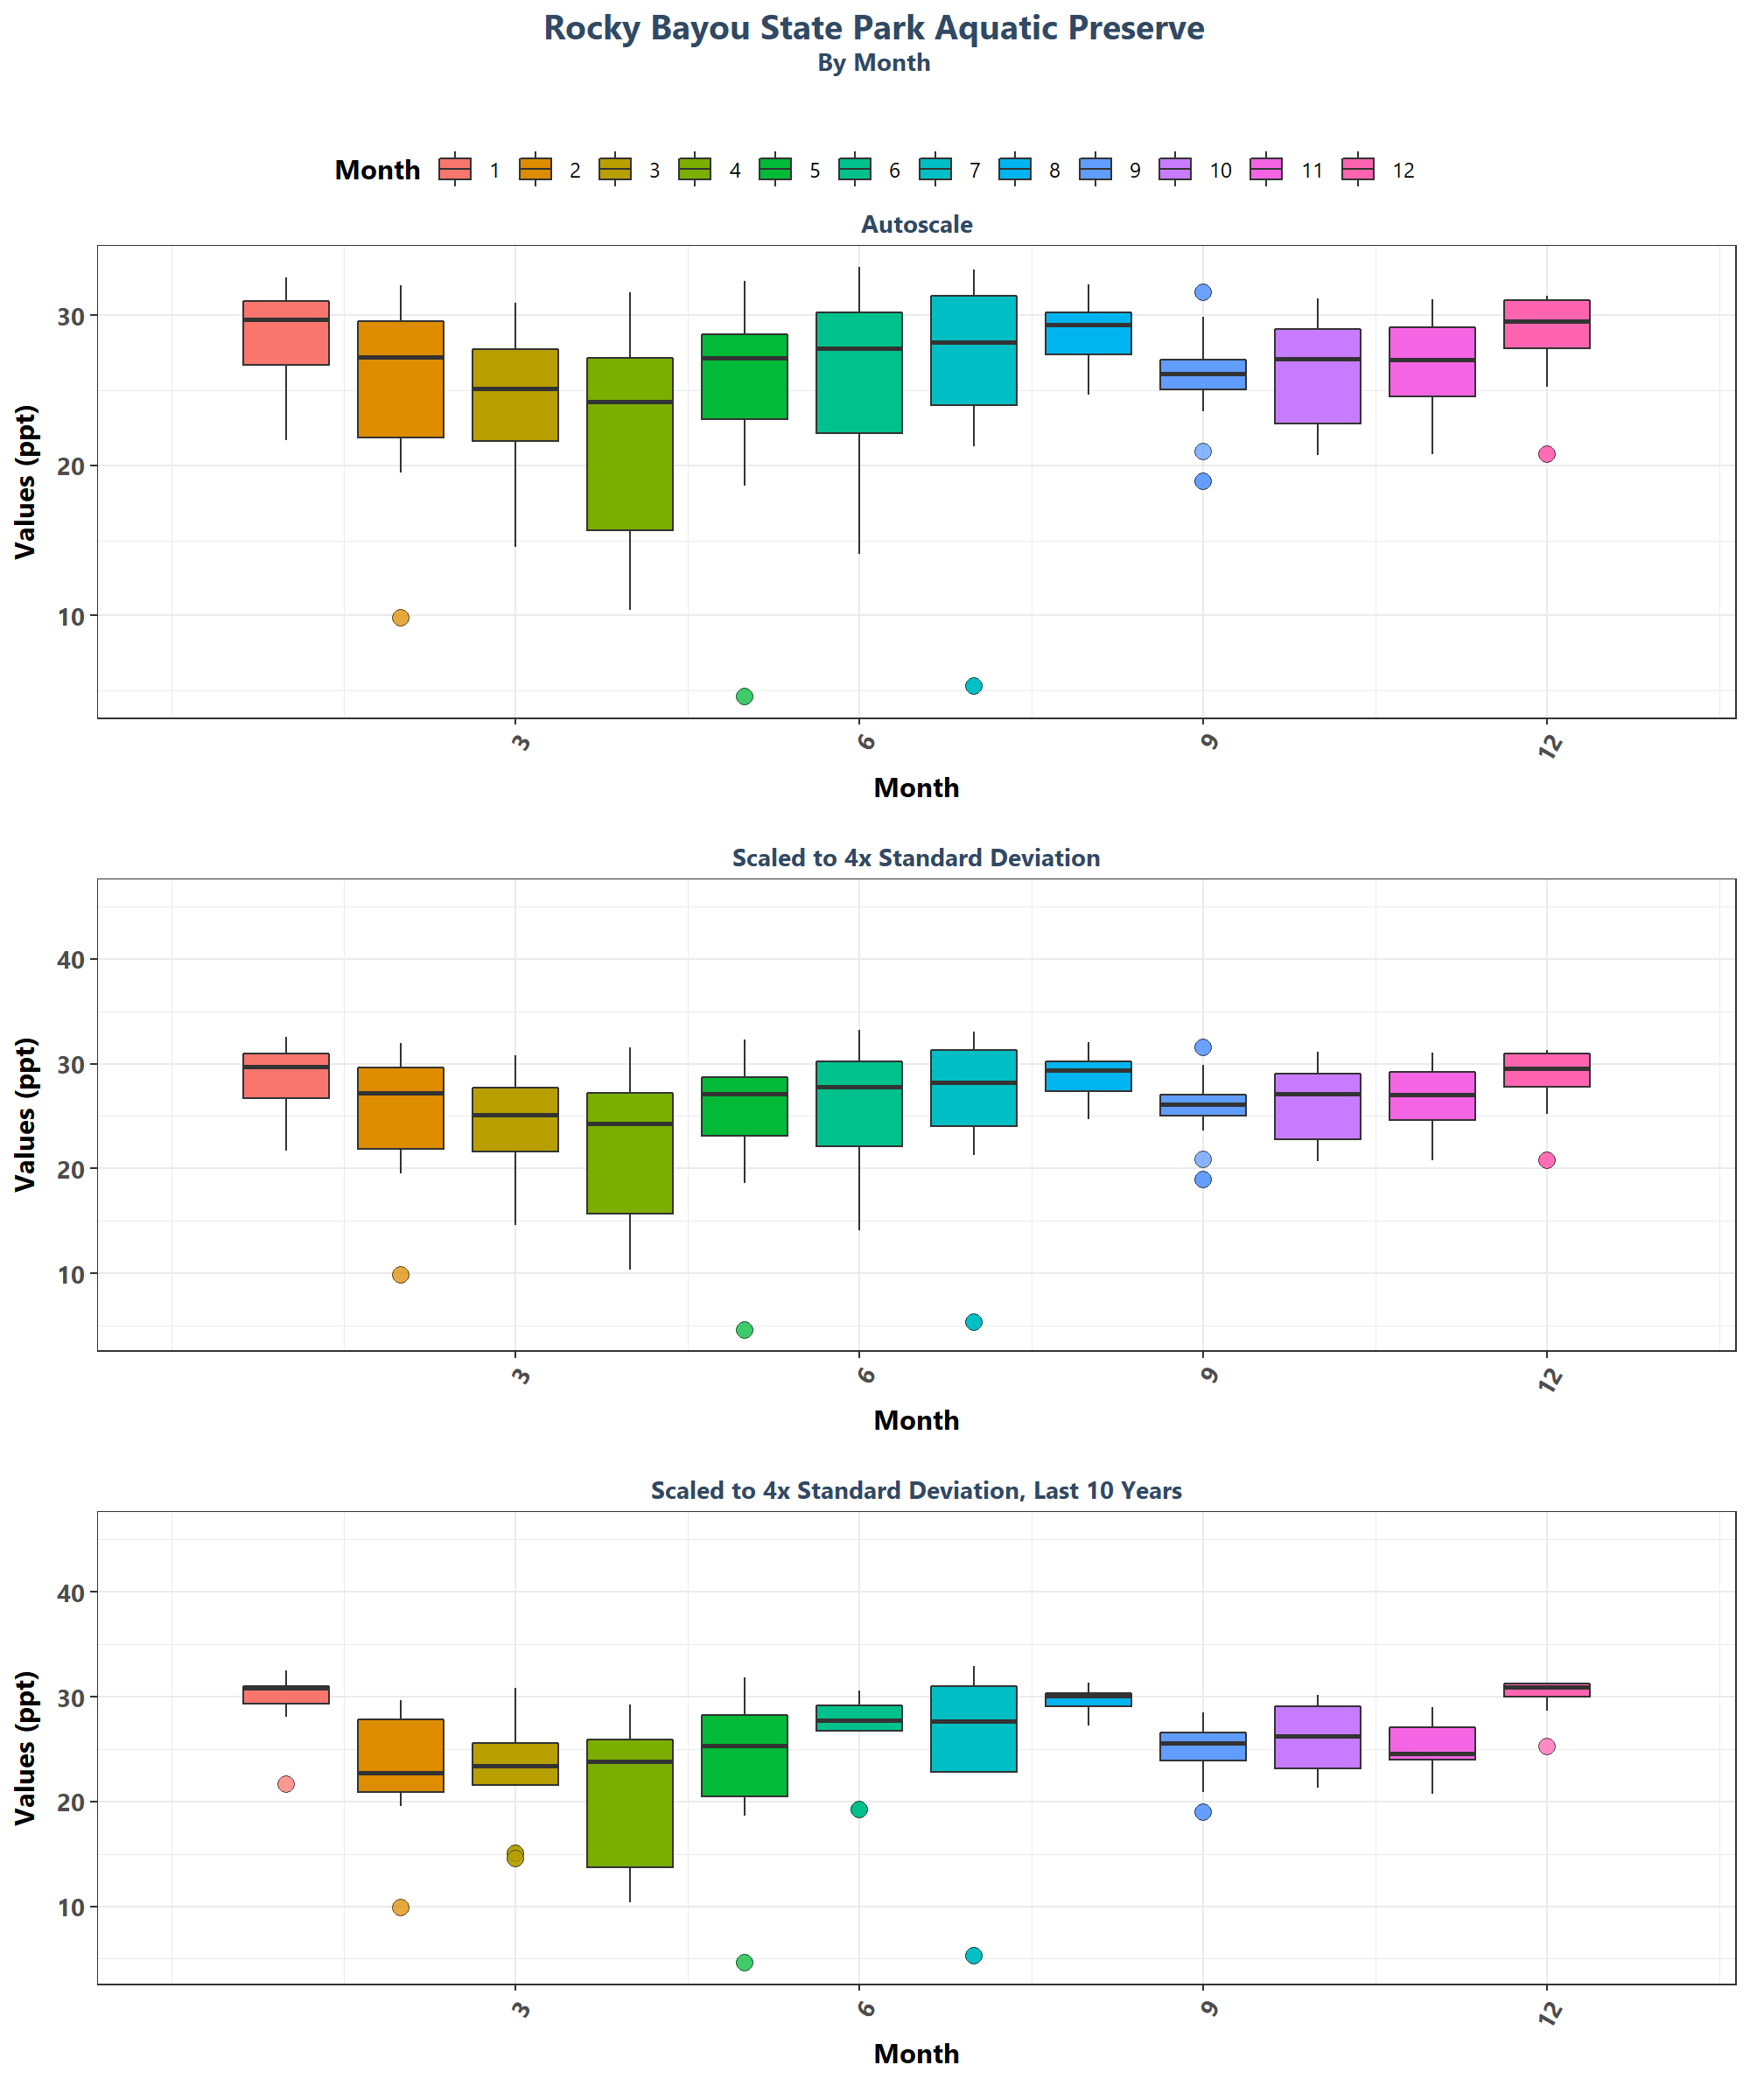 Rocky Bayou State Park Aquatic Preserve
By Month
Month 1 2 3 4 5 6 7 8 9 10 11 12
Autoscale
Values (ppt)
30
20
10
3 6 9 12
Month
Scaled to 4x Standard Deviation
Values (ppt)
40
30
20
10
3 6 9 12
Month
Scaled to 4x Standard Deviation, Last 10 Years
Values (ppt)
40
30
20
10
3 6 9 12
Month